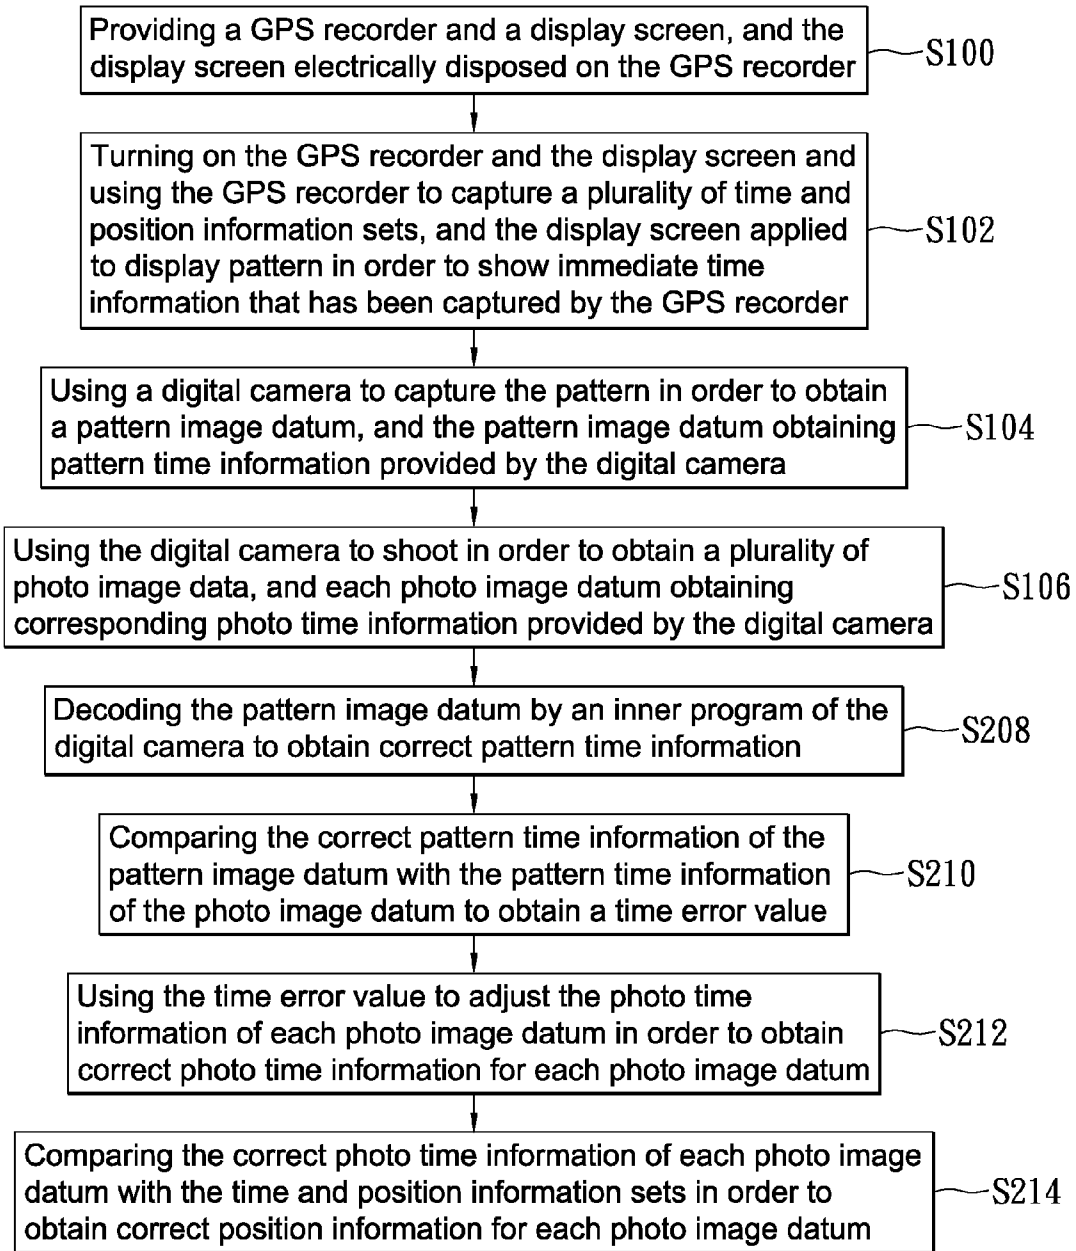 Providing a GPS recorder and a display screen, and the
display screen electrically disposed on the GPS recorder
S100
Turning on the GPS recorder and the display screen and
using the GPS recorder to capture a plurality of time and
position information sets, and the display screen applied
to display pattern in order to show immediate time
information that has been captured by the GPS recorder
S102
Using a digital camera to capture the pattern in order to obtain
a pattern image datum, and the pattern image datum obtaining
pattern time information provided by the digital camera
S104
Using the digital camera to shoot in order to obtain a plurality of
photo image data, and each photo image datum obtaining
corresponding photo time information provided by the digital camera
S106
Decoding the pattern image datum by an inner program of the
digital camera to obtain correct pattern time information
S208
Comparing the correct pattern time information of the
pattern image datum with the pattern time information
of the photo image datum to obtain a time error value
S210
Using the time error value to adjust the photo time
information of each photo image datum in order to obtain
correct photo time information for each photo image datum
S212
Comparing the correct photo time information of each photo image
datum with the time and position information sets in order to
obtain correct position information for each photo image datum
S214